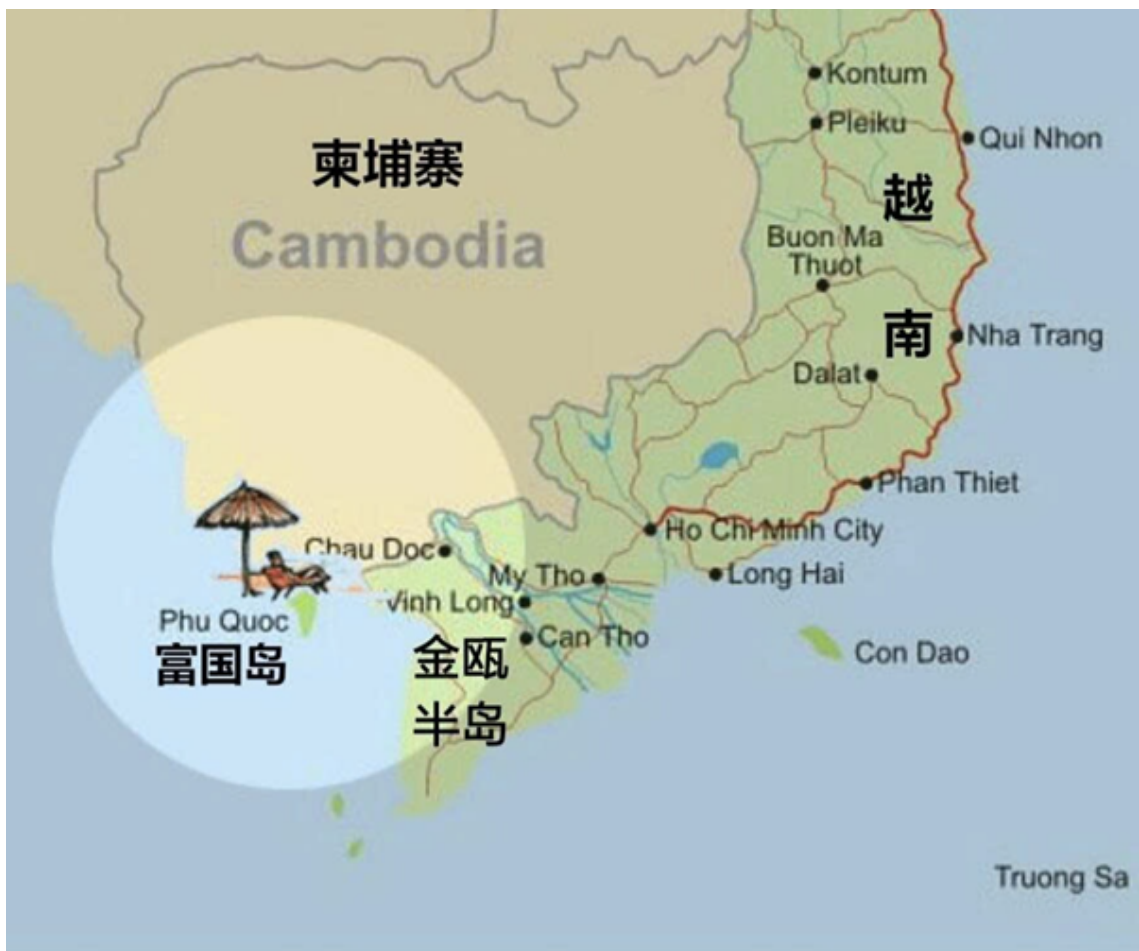 Kontum
Pleiku
Qui Nhon
柬埔寨
越
南
Cambodia
Buon Ma
Thuot
Nha Trang
Dalat
Phan Thiet
Ho Chi Minh City
Chau Doc
My Tho
Long Hai
Vinh Long
Phu Quoc
富国岛
Can Tho
金瓯
半岛
Con Dao
Truong Sa